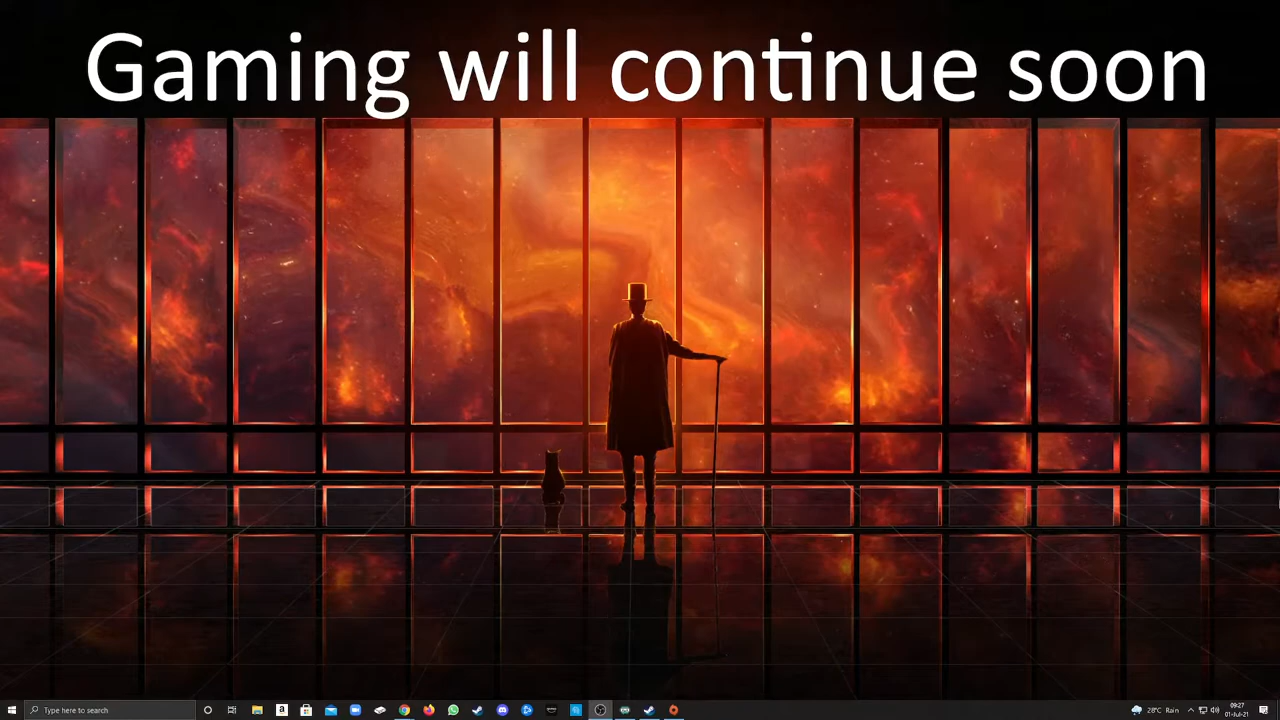 Gaming will continue soon
Type here to search
28°C Rain
09:27
01-Jul-21